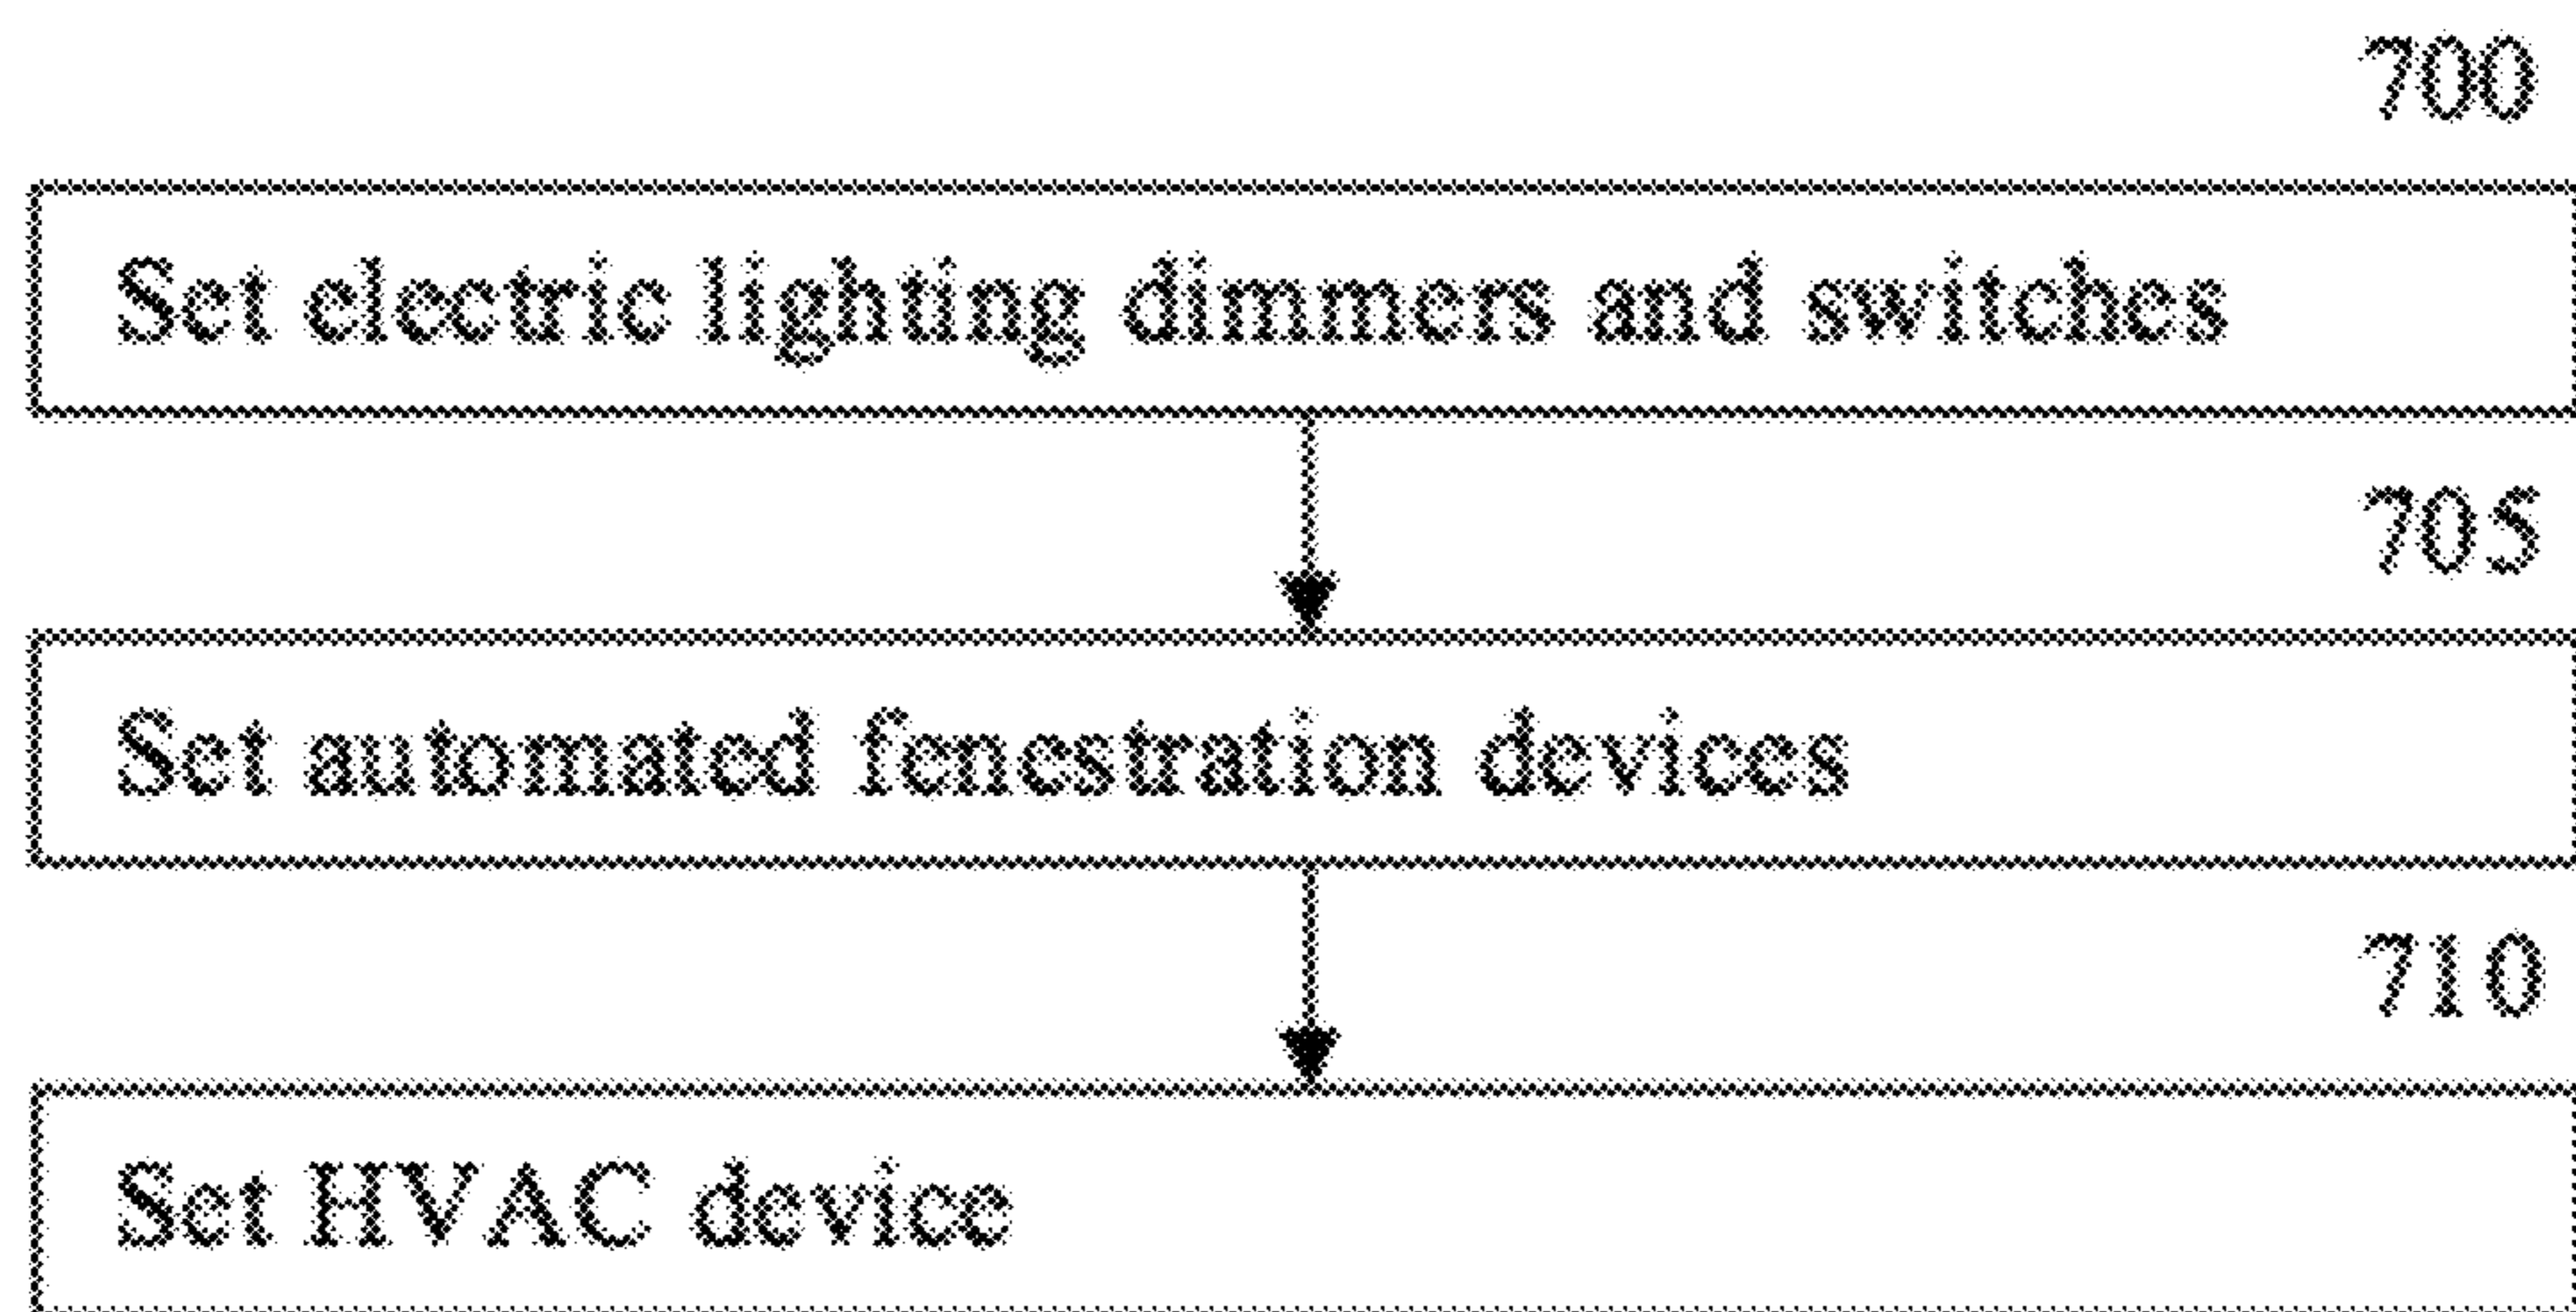 700
Set electric lighting dimmers and switches
705
Set automated fenestration devices
710
Set HVAC device